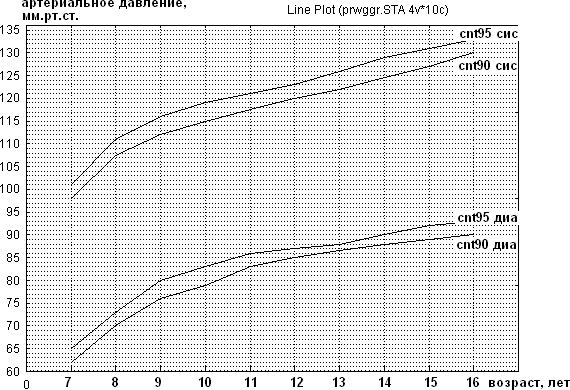 артериальное давление,
мм.рт.ст.
Line Plot (prwggr.STA 4v*10c)
135
130
125
120
115
110
105
100
95
90
85
80
75
70
65
60
cnt95 сис
cnt90 сис
cnt95 диа
cnt90 диа
0 7 8 9 10 11 12 13 14 15 16 возраст, лет